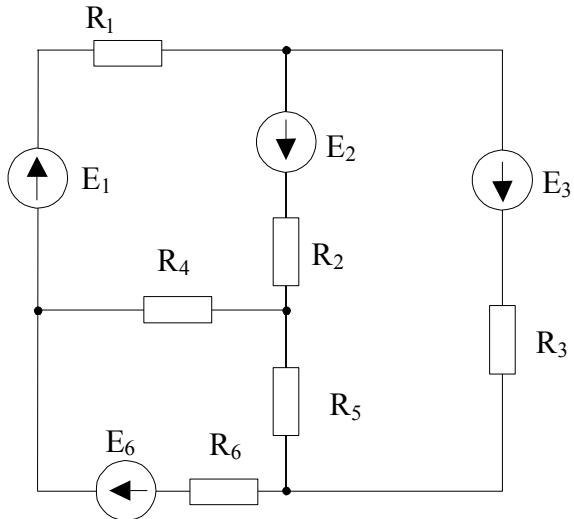 R₁
E₂
E₁
E₃
R₄
R₂
R₃
R₅
E₆
R₆